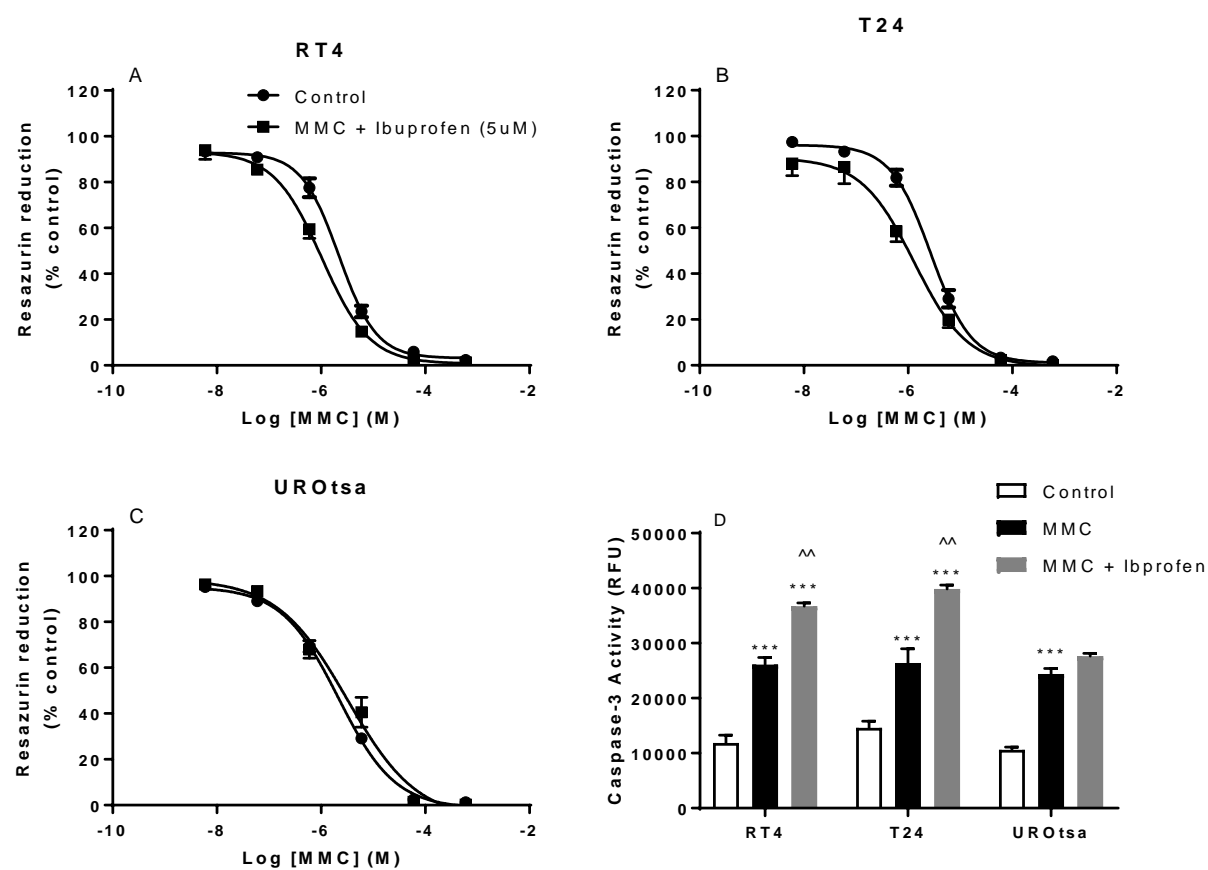 RT4
A
Control
MMC + Ibuprofen (5uM)
120
100
80
60
40
20
0
Resazurin reduction
(% control)
-10
-8
-6
-4
-2
Log [MMC] (M)
T24
B
120
100
80
60
40
20
0
Resazurin reduction
(% control)
-10
-8
-6
-4
-2
Log [MMC] (M)
UROtsa
C
120
100
80
60
40
20
0
Resazurin reduction
(% control)
-10
-8
-6
-4
-2
Log [MMC] (M)
Control
MMC
MMC + Ibprofen
D
50000
40000
30000
20000
10000
0
Caspase-3 Activity (RFU)
***
^^
***
***
^^
***
***
RT4
T24
UROtsa